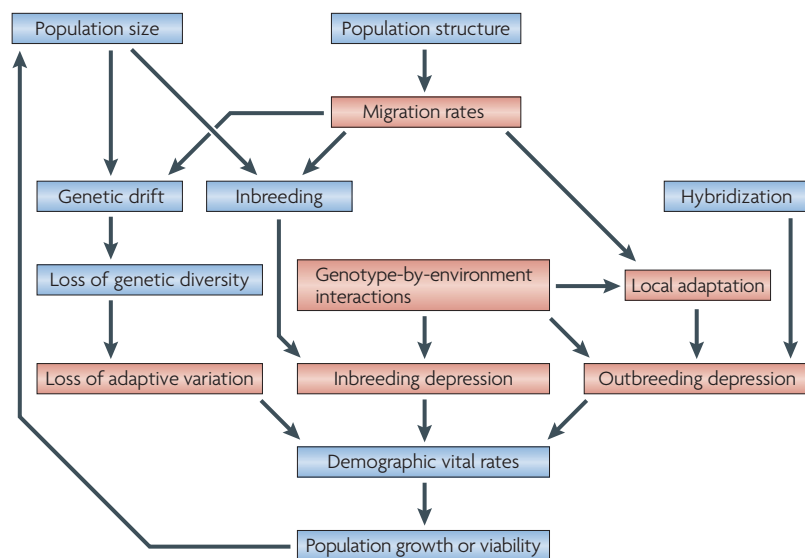 Population size
Population structure
Migration rates
Genetic drift
Inbreeding
Hybridization
Loss of genetic diversity
Genotype-by-environment
interactions
Local adaptation
Loss of adaptive variation
Inbreeding depression
Outbreeding depression
Demographic vital rates
Population growth or viability